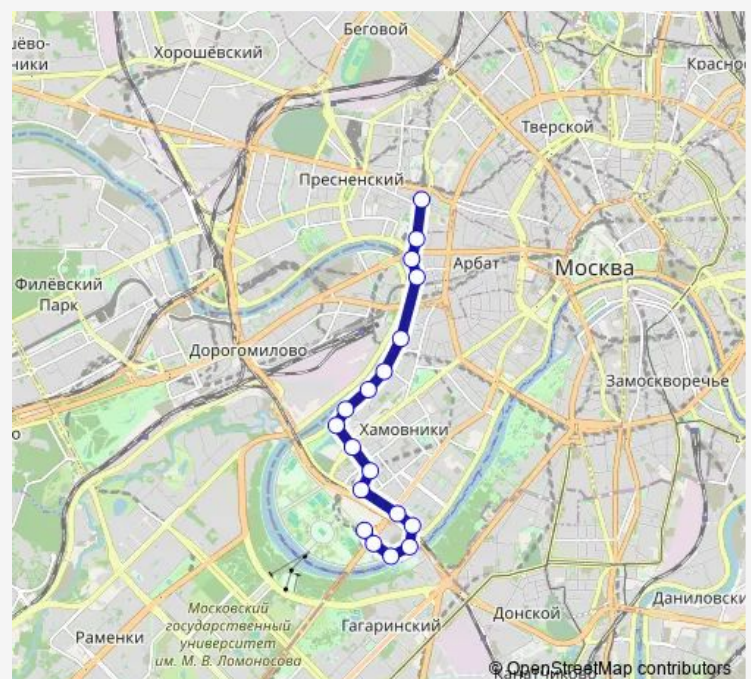 Беговой
Хорошёвский
Красно
ники
Тверской
Пресненский
Арбат
Москва
Филёвский
Парк
Дорогомилово
Замоскворечье
Хамовники
Московский
государственный
университет
им. М. В. Ломоносова
Даниловски
Донской
Гагаринский
Раменки
© OpenStreetMap contributors